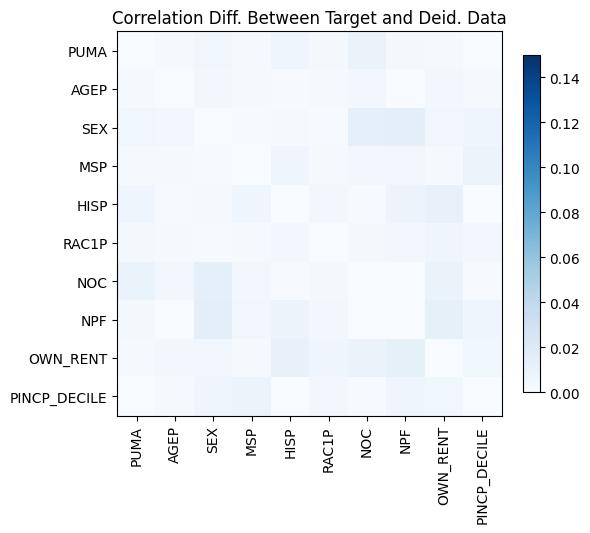 Correlation Diff. Between Target and Deid. Data
PUMA
AGEP
SEX
MSP
HISP
RAC1P
NOC
NPF
OWN_RENT
PINCP_DECILE
0.14
0.12
0.10
0.08
0.06
0.04
0.02
0.00
PUMA
AGEP
SEX
MSP
HISP
RAC1P
NOC
NPF
OWN_RENT
PINCP_DECILE